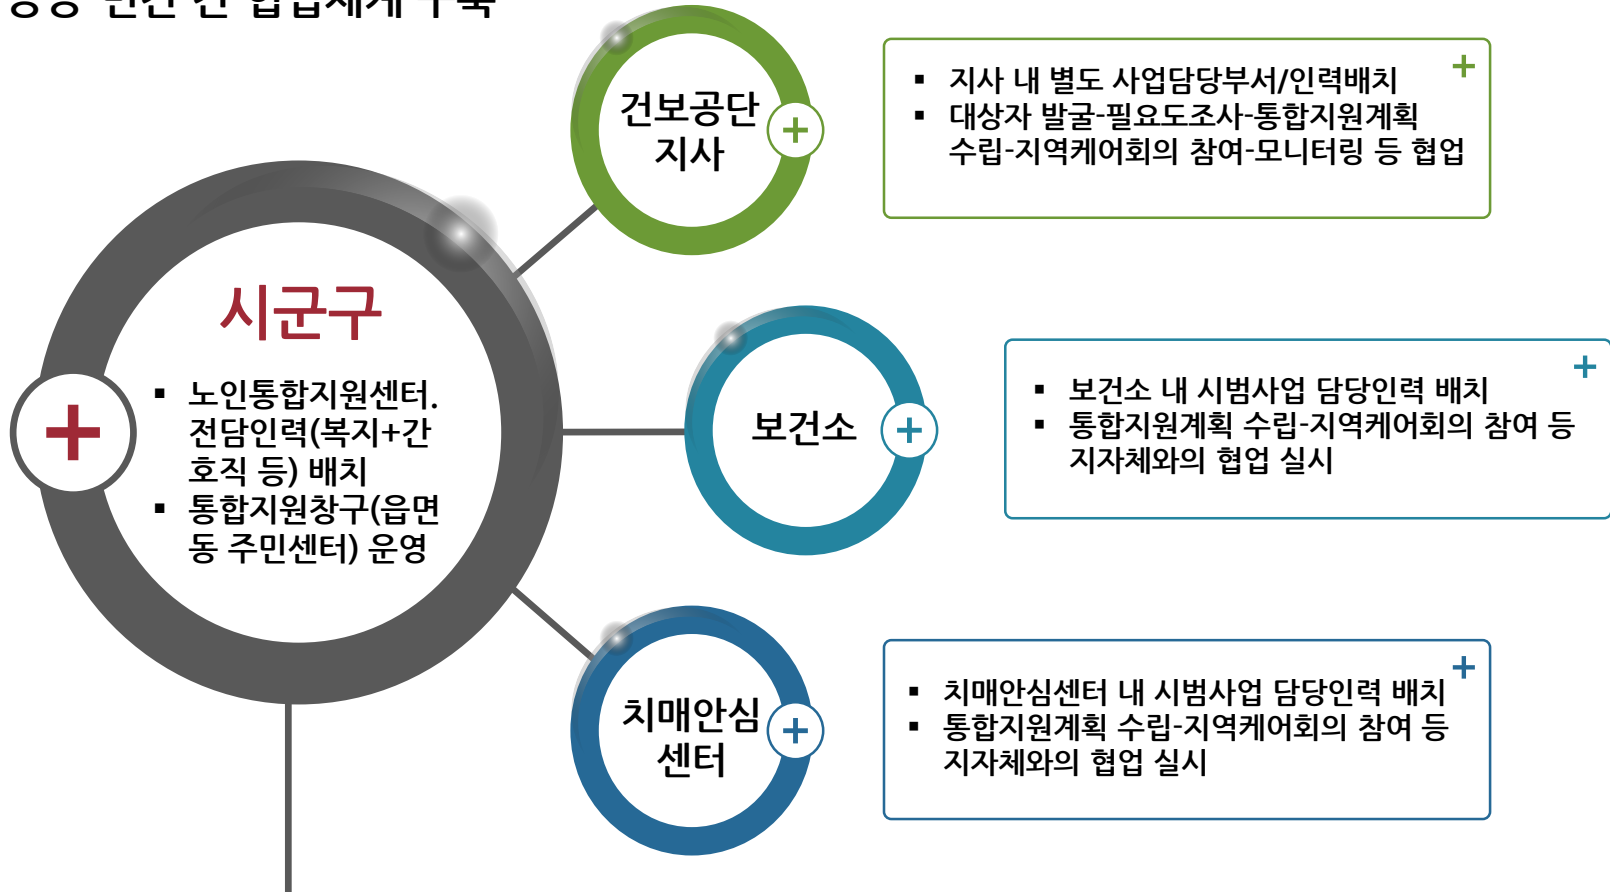 간 협업체계 구축
건보공단
지사
지사 내 별도 사업담당부서/인력배치
대상자 발굴-필요도조사-통합지원계획
수립-지역케어회의 참여-모니터링 등 협업
시군구
노인통합지원센터.
전담인력(복지+간
호직 등) 배치
통합지원창구(읍면
동 주민센터) 운영
보건소
보건소 내 시범사업 담당인력 배치
통합지원계획 수립-지역케어회의 참여 등
지자체와의 협업 실시
치매안심
센터
치매안심센터 내 시범사업 담당인력 배치
통합지원계획 수립-지역케어회의 참여 등
지자체와의 협업 실시